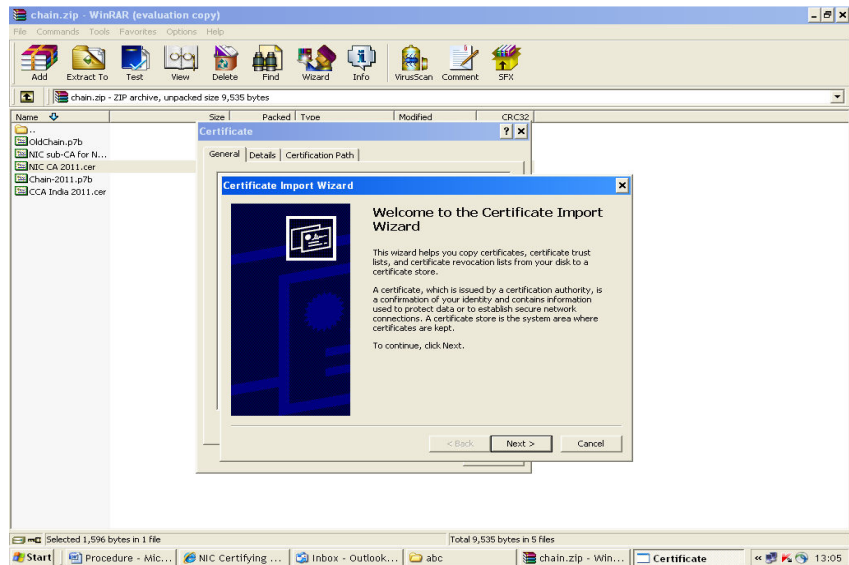 chain.zip - WinRAR (evaluation copy)
File Commands Tools Favorites Options Help
Add Extract To Test View Delete Find Wizard Info VirusScan Comment SFX
chain.zip - ZIP archive, unpacked size 9,535 bytes
Name Size Packed Type Modified CRC32
..
OldChain.p7b
NIC sub-CA for N...
NIC CA 2011.cer
Chain-2011.p7b
CCA India 2011.cer
Certificate
General Details Certification Path
Certificate Import Wizard
Welcome to the Certificate Import
Wizard
This wizard helps you copy certificates, certificate trust
lists, and certificate revocation lists from your disk to a
certificate store.
A certificate, which is issued by a certification authority, is
a confirmation of your identity and contains information
used to protect data or to establish secure network
connections. A certificate store is the system area where
certificates are kept.
To continue, click Next.
< Back Next > Cancel
Selected 1,596 bytes in 1 file Total 9,535 bytes in 5 files
Start Procedure - Mic... NIC Certifying ... Inbox - Outlook... abc chain.zip - Win... Certificate 13:05